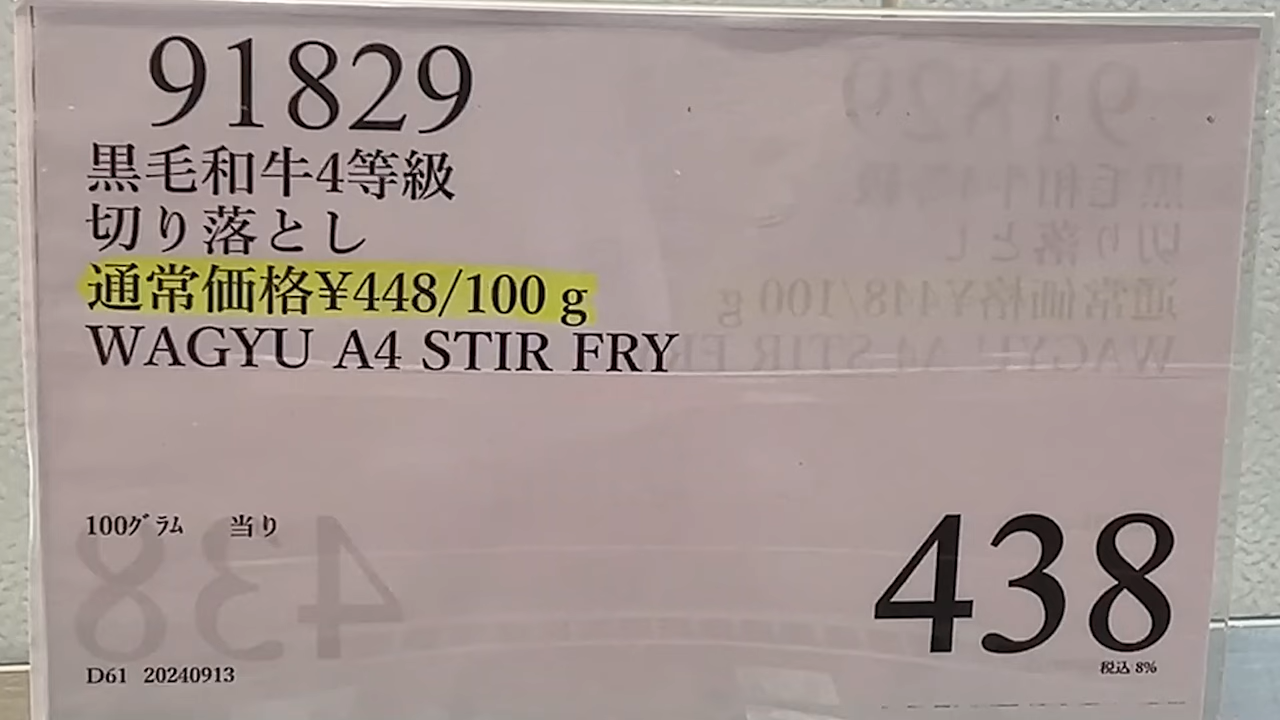 91829
黒毛和牛4等級
切り落とし
通常価格¥448/100 g
WAGYU A4 STIR FRY
100グラム 当り
438
税込 8%
D61 20240913